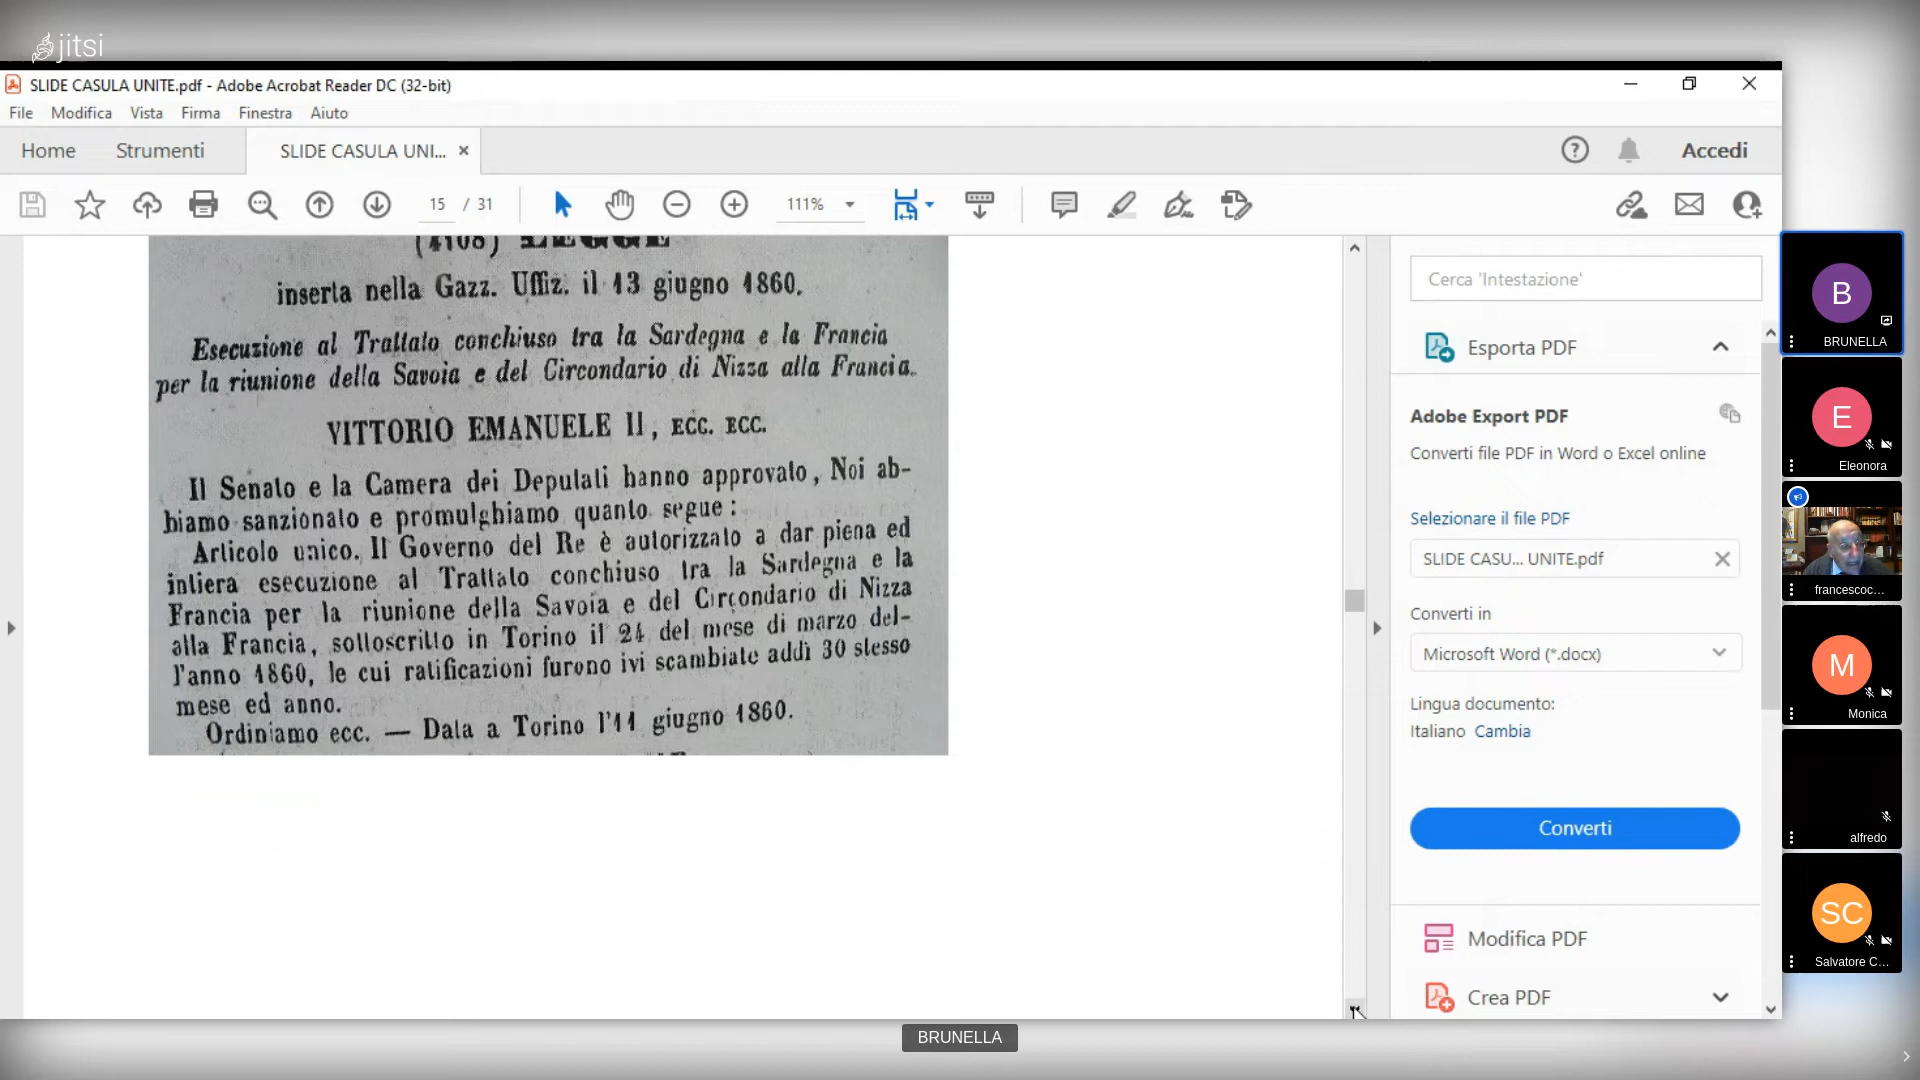 jitsi
SLIDE CASULA UNITE.pdf - Adobe Acrobat Reader DC (32-bit)
File Modifica Vista Firma Finestra Aiuto
Home Strumenti SLIDE CASULA UNI... × Accedi
15 / 31 111%
(4108) LEGGE
inserta nella Gazz. Uffiz. il 13 giugno 1860.
Esecuzione al Trattato conchiuso tra la Sardegna e la Francia
per la riunione della Savoia e del Circondario di Nizza alla Francia.
VITTORIO EMANUELE II, ECC. ECC.
Il Senato e la Camera dei Deputati hanno approvato, Noi ab-
biamo sanzionato e promulghiamo quanto segue:
Articolo unico. Il Governo del Re è autorizzato a dar piena ed
intiera esecuzione al Trattato conchiuso tra la Sardegna e la
Francia per la riunione della Savoia e del Circondario di Nizza
alla Francia, sottoscritto in Torino il 24 del mese di marzo del-
l'anno 1860, le cui ratificazioni furono ivi scambiate addì 30 stesso
mese ed anno.
Ordiniamo ecc. — Data a Torino l'11 giugno 1860.
Cerca 'Intestazione'
Esporta PDF
Adobe Export PDF
Converti file PDF in Word o Excel online
Selezionare il file PDF
SLIDE CASU... UNITE.pdf
Converti in
Microsoft Word (*.docx)
Lingua documento:
Italiano Cambia
Converti
Modifica PDF
Crea PDF
B
BRUNELLA
E
Eleonora
francescoc...
M
Monica
alfredo
SC
Salvatore C...
BRUNELLA